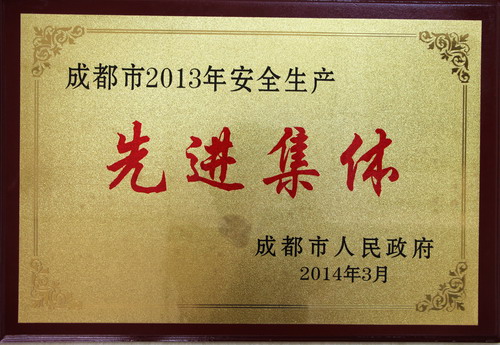 成都市2013年安全生产
先进集体
成都市人民政府
2014年3月